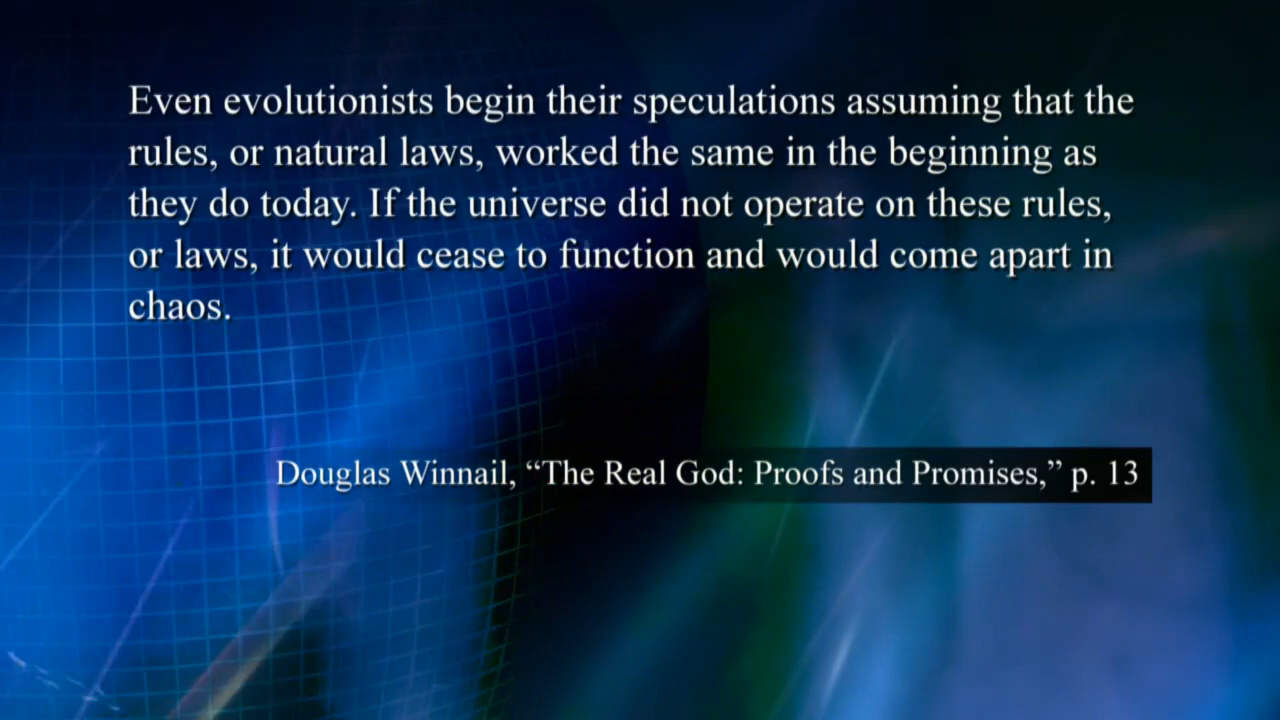 Even evolutionists begin their speculations assuming that the
rules, or natural laws, worked the same in the beginning as
they do today. If the universe did not operate on these rules,
or laws, it would cease to function and would come apart in
chaos.
Douglas Winnail, “The Real God: Proofs and Promises,” p. 13